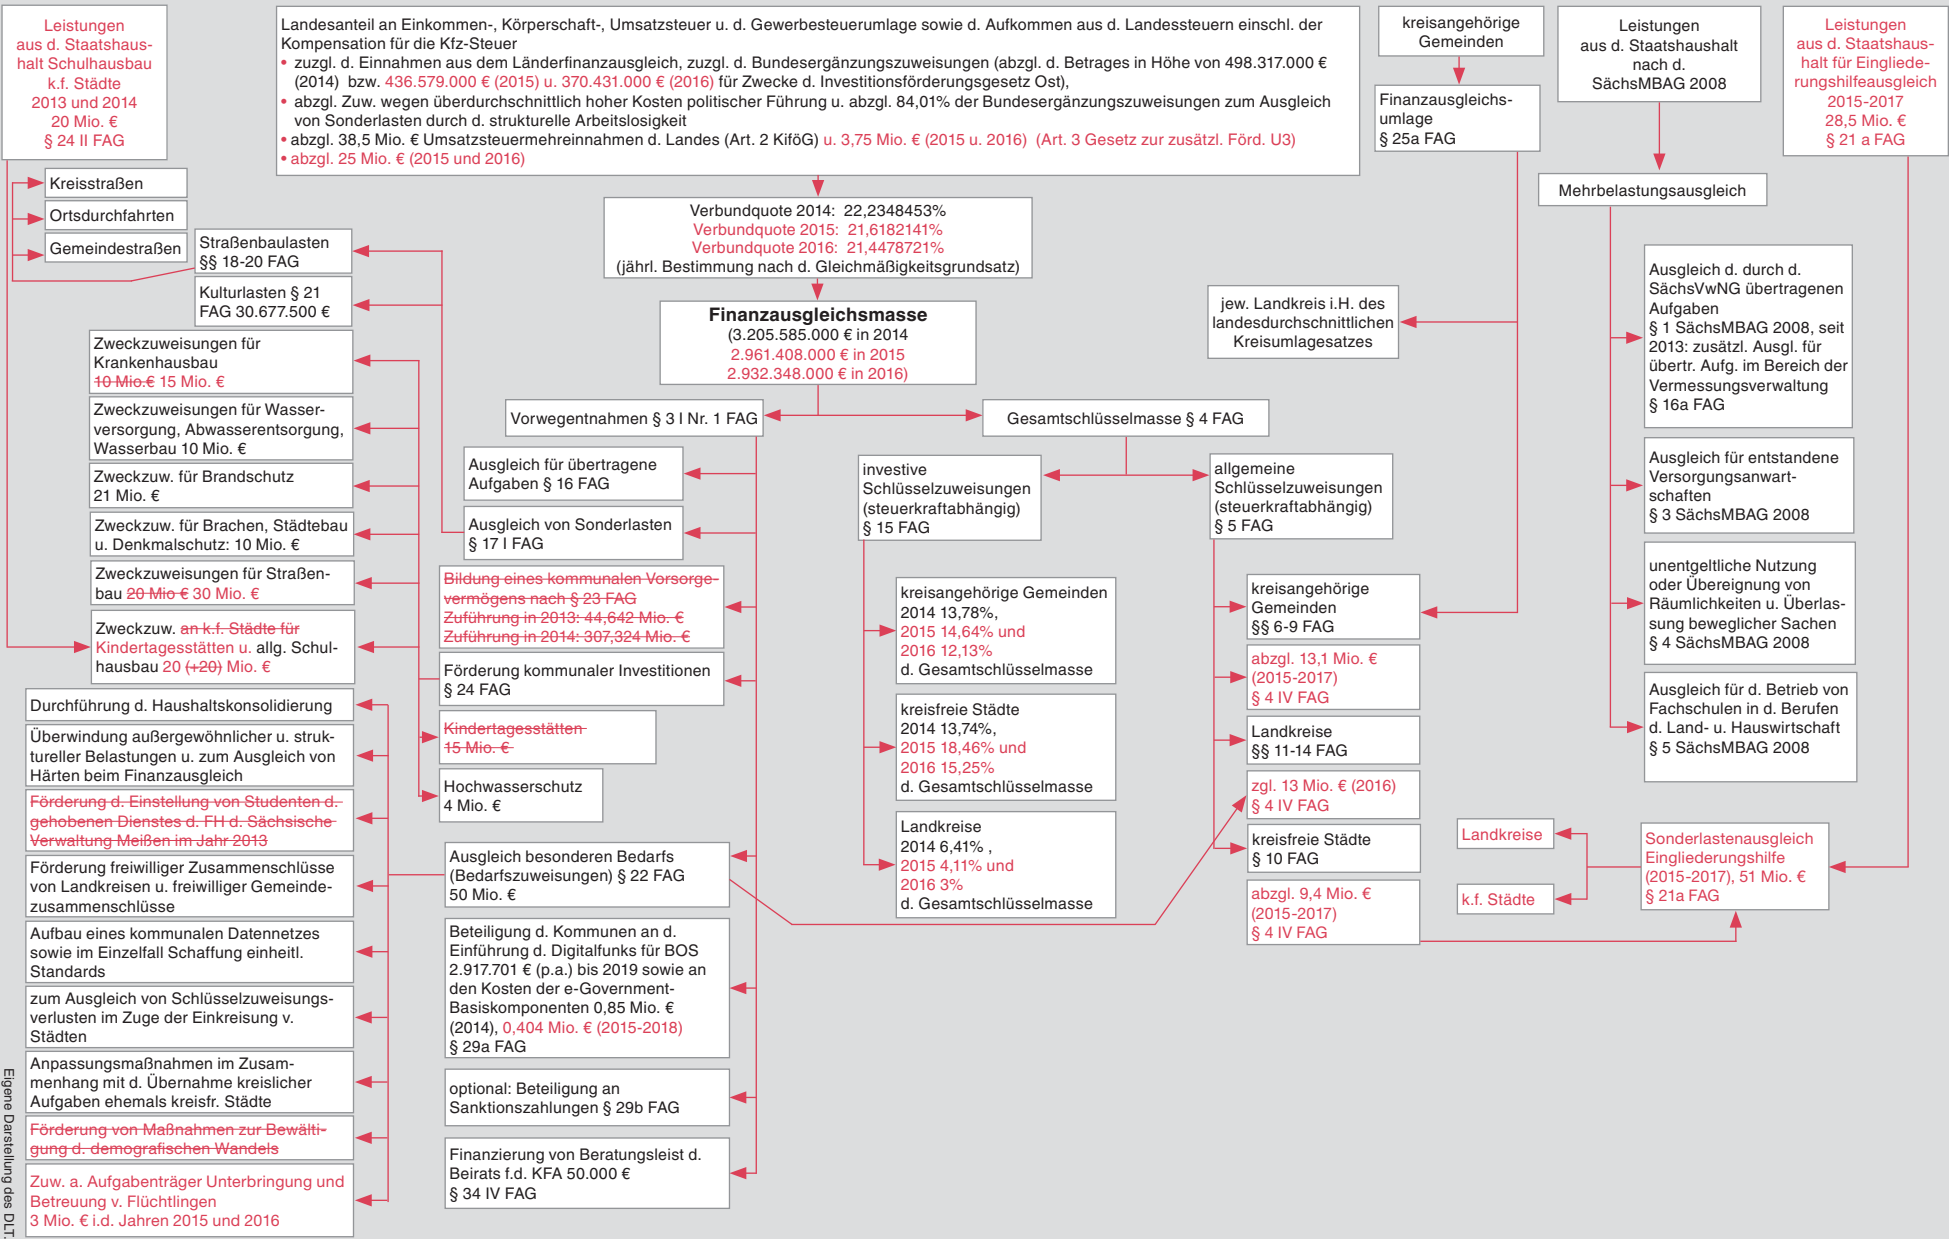 Leistungen
aus d. Staatshaus-
halt Schulhausbau
k.f. Städte
2013 und 2014
20 Mio. €
§ 24 II FAG
Landesanteil an Einkommen-, Körperschaft-, Umsatzsteuer u. d. Gewerbesteuerumlage sowie d. Aufkommen aus d. Landessteuern einschl. der
Kompensation für die Kfz-Steuer
• zuzgl. d. Einnahmen aus dem Länderfinanzausgleich, zuzgl. d. Bundesergänzungszuweisungen (abzgl. d. Betrages in Höhe von 498.317.000 €
(2014) bzw. 436.579.000 € (2015) u. 370.431.000 € (2016) für Zwecke d. Investitionsförderungsgesetz Ost),
• abzgl. Zuw. wegen überdurchschnittlich hoher Kosten politischer Führung u. abzgl. 84,01% der Bundesergänzungszuweisungen zum Ausgleich
von Sonderlasten durch d. strukturelle Arbeitslosigkeit
• abzgl. 38,5 Mio. € Umsatzsteuermehreinnahmen d. Landes (Art. 2 KiföG) u. 3,75 Mio. € (2015 u. 2016) (Art. 3 Gesetz zur zusätzl. Förd. U3)
• abzgl. 25 Mio. € (2015 und 2016)
kreisangehörige
Gemeinden
Finanzausgleichs-
umlage
§ 25a FAG
Leistungen
aus d. Staatshaushalt
nach d.
SächsMBAG 2008
Leistungen
aus d. Staatshaus-
halt für Eingliede-
rungshilfeausgleich
2015-2017
28,5 Mio. €
§ 21 a FAG
Mehrbelastungsausgleich
Kreisstraßen
Ortsdurchfahrten
Gemeindestraßen
Straßenbaulasten
§§ 18-20 FAG
Kulturlasten § 21
FAG 30.677.500 €
Verbundquote 2014: 22,2348453%
Verbundquote 2015: 21,6182141%
Verbundquote 2016: 21,4478721%
(jährl. Bestimmung nach d. Gleichmäßigkeitsgrundsatz)
Finanzausgleichsmasse
(3.205.585.000 € in 2014
2.961.408.000 € in 2015
2.932.348.000 € in 2016)
jew. Landkreis i.H. des
landesdurchschnittlichen
Kreisumlagesatzes
Vorwegentnahmen § 3 I Nr. 1 FAG
Gesamtschlüsselmasse § 4 FAG
Zweckzuweisungen für
Krankenhausbau
10 Mio.€ 15 Mio. €
Zweckzuweisungen für Wasser-
versorgung, Abwasserentsorgung,
Wasserbau 10 Mio. €
Zweckzuw. für Brandschutz
21 Mio. €
Zweckzuw. für Brachen, Städtebau
u. Denkmalschutz: 10 Mio. €
Zweckzuweisungen für Straßen-
bau 20 Mio € 30 Mio. €
Zweckzuw. an k.f. Städte für
Kindertagesstätten u. allg. Schul-
hausbau 20 (+20) Mio. €
Ausgleich für übertragene
Aufgaben § 16 FAG
Ausgleich von Sonderlasten
§ 17 I FAG
Bildung eines kommunalen Vorsorge-
vermögens nach § 23 FAG
Zuführung in 2013: 44,642 Mio. €
Zuführung in 2014: 307,324 Mio. €
Förderung kommunaler Investitionen
§ 24 FAG
Kindertagesstätten
15 Mio. €
Hochwasserschutz
4 Mio. €
Ausgleich besonderen Bedarfs
(Bedarfszuweisungen) § 22 FAG
50 Mio. €
Beteiligung d. Kommunen an d.
Einführung d. Digitalfunks für BOS
2.917.701 € (p.a.) bis 2019 sowie an
den Kosten der e-Government-
Basiskomponenten 0,85 Mio. €
(2014), 0,404 Mio. € (2015-2018)
§ 29a FAG
optional: Beteiligung an
Sanktionszahlungen § 29b FAG
Finanzierung von Beratungsleist d.
Beirats f.d. KFA 50.000 €
§ 34 IV FAG
Durchführung d. Haushaltskonsolidierung
Überwindung außergewöhnlicher u. struk-
tureller Belastungen u. zum Ausgleich von
Härten beim Finanzausgleich
Förderung d. Einstellung von Studenten d.
gehobenen Dienstes d. FH d. Sächsische
Verwaltung Meißen im Jahr 2013
Förderung freiwilliger Zusammenschlüsse
von Landkreisen u. freiwilliger Gemeinde-
zusammenschlüsse
Aufbau eines kommunalen Datennetzes
sowie im Einzelfall Schaffung einheitl.
Standards
zum Ausgleich von Schlüsselzuweisungs-
verlusten im Zuge der Einkreisung v.
Städten
Anpassungsmaßnahmen im Zusam-
menhang mit d. Übernahme kreislicher
Aufgaben ehemals kreisfr. Städte
Förderung von Maßnahmen zur Bewälti-
gung d. demografischen Wandels
Zuw. a. Aufgabenträger Unterbringung und
Betreuung v. Flüchtlingen
3 Mio. € i.d. Jahren 2015 und 2016
investive
Schlüsselzuweisungen
(steuerkraftabhängig)
§ 15 FAG
kreisangehörige Gemeinden
2014 13,78%,
2015 14,64% und
2016 12,13%
d. Gesamtschlüsselmasse
kreisfreie Städte
2014 13,74%,
2015 18,46% und
2016 15,25%
d. Gesamtschlüsselmasse
Landkreise
2014 6,41% ,
2015 4,11% und
2016 3%
d. Gesamtschlüsselmasse
allgemeine
Schlüsselzuweisungen
(steuerkraftabhängig)
§ 5 FAG
kreisangehörige
Gemeinden
§§ 6-9 FAG
abzgl. 13,1 Mio. €
(2015-2017)
§ 4 IV FAG
Landkreise
§§ 11-14 FAG
zgl. 13 Mio. € (2016)
§ 4 IV FAG
kreisfreie Städte
§ 10 FAG
abzgl. 9,4 Mio. €
(2015-2017)
§ 4 IV FAG
Ausgleich d. durch d.
SächsVwNG übertragenen
Aufgaben
§ 1 SächsMBAG 2008, seit
2013: zusätzl. Ausgl. für
übertr. Aufg. im Bereich der
Vermessungsverwaltung
§ 16a FAG
Ausgleich für entstandene
Versorgungsanwart-
schaften
§ 3 SächsMBAG 2008
unentgeltliche Nutzung
oder Übereignung von
Räumlichkeiten u. Überlas-
sung beweglicher Sachen
§ 4 SächsMBAG 2008
Ausgleich für d. Betrieb von
Fachschulen in d. Berufen
d. Land- u. Hauswirtschaft
§ 5 SächsMBAG 2008
Landkreise
k.f. Städte
Sonderlastenausgleich
Eingliederungshilfe
(2015-2017), 51 Mio. €
§ 21a FAG
Eigene Darstellung des DLT.